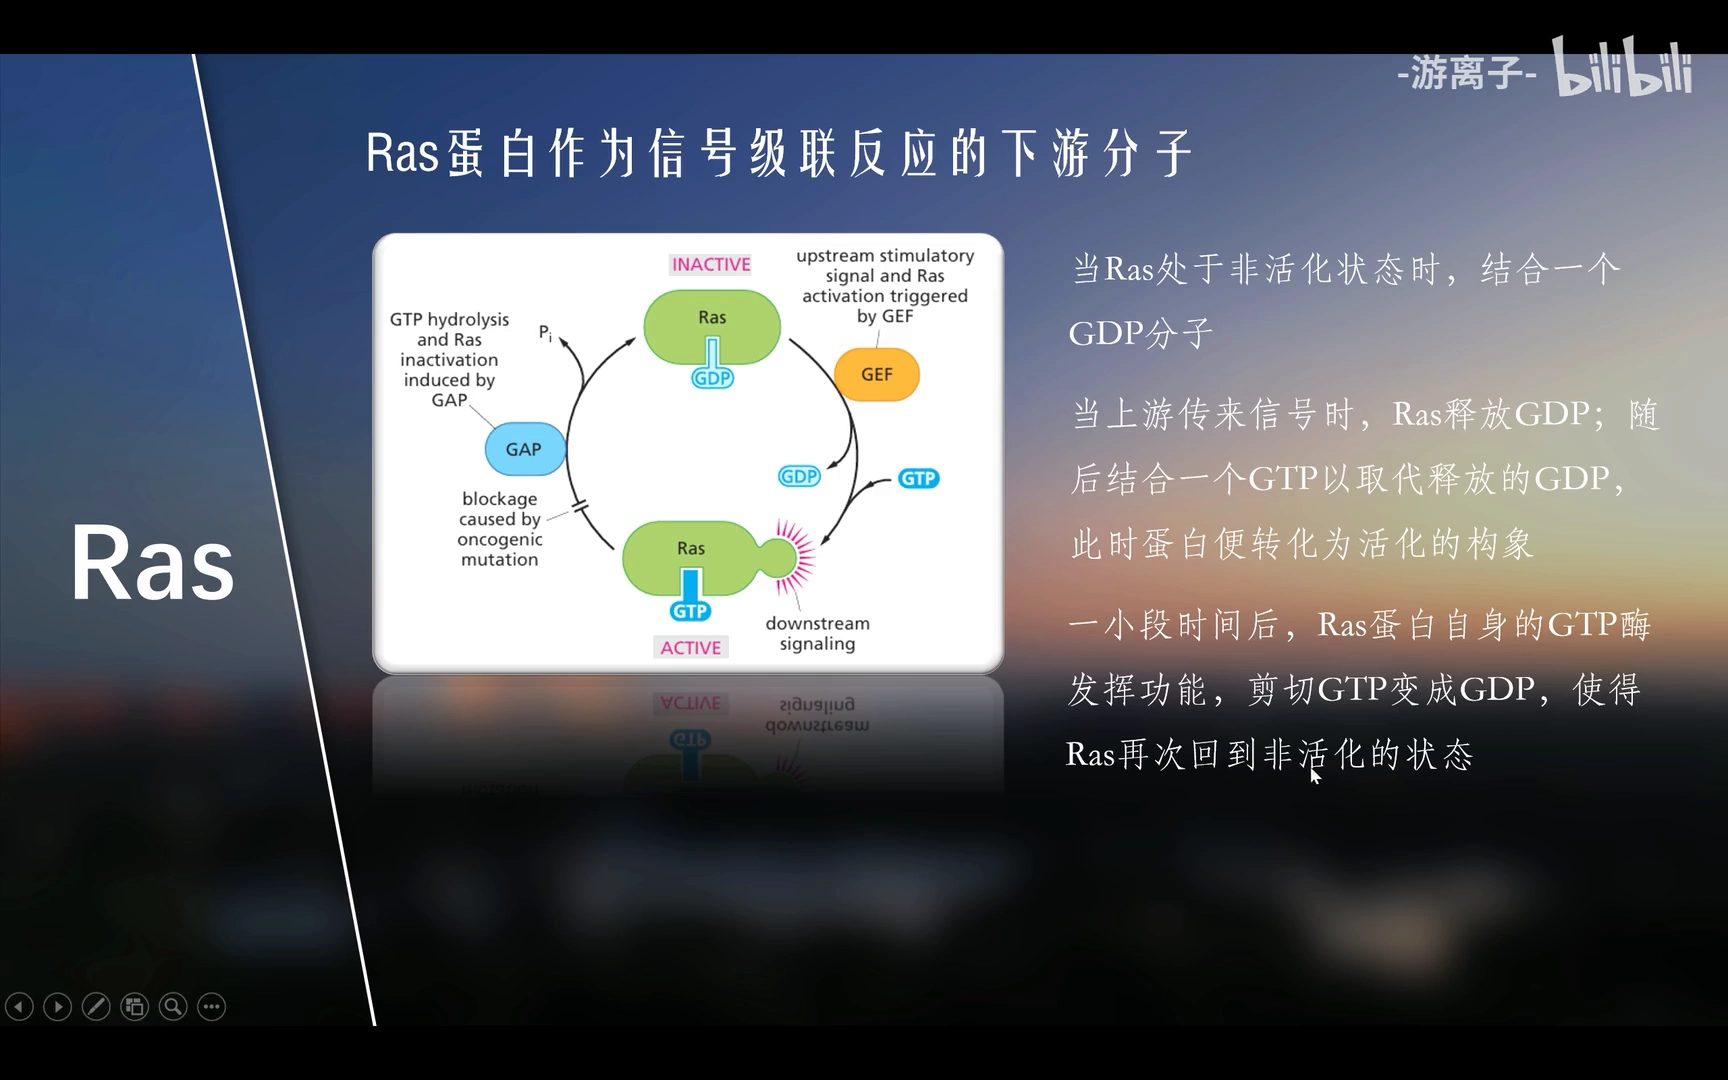 -游离子- bilibili
Ras蛋白作为信号级联反应的下游分子
Ras
INACTIVE
Ras
GDP
upstream stimulatory
signal and Ras
activation triggered
by GEF
GEF
GTP hydrolysis
and Ras
inactivation
induced by
GAP
Pi
GAP
GDP
GTP
blockage
caused by
oncogenic
mutation
Ras
GTP
ACTIVE
downstream
signaling
当Ras处于非活化状态时，结合一个
GDP分子
当上游传来信号时，Ras释放GDP；随
后结合一个GTP以取代释放的GDP，
此时蛋白便转化为活化的构象
一小段时间后，Ras蛋白自身的GTP酶
发挥功能，剪切GTP变成GDP，使得
Ras再次回到非活化的状态